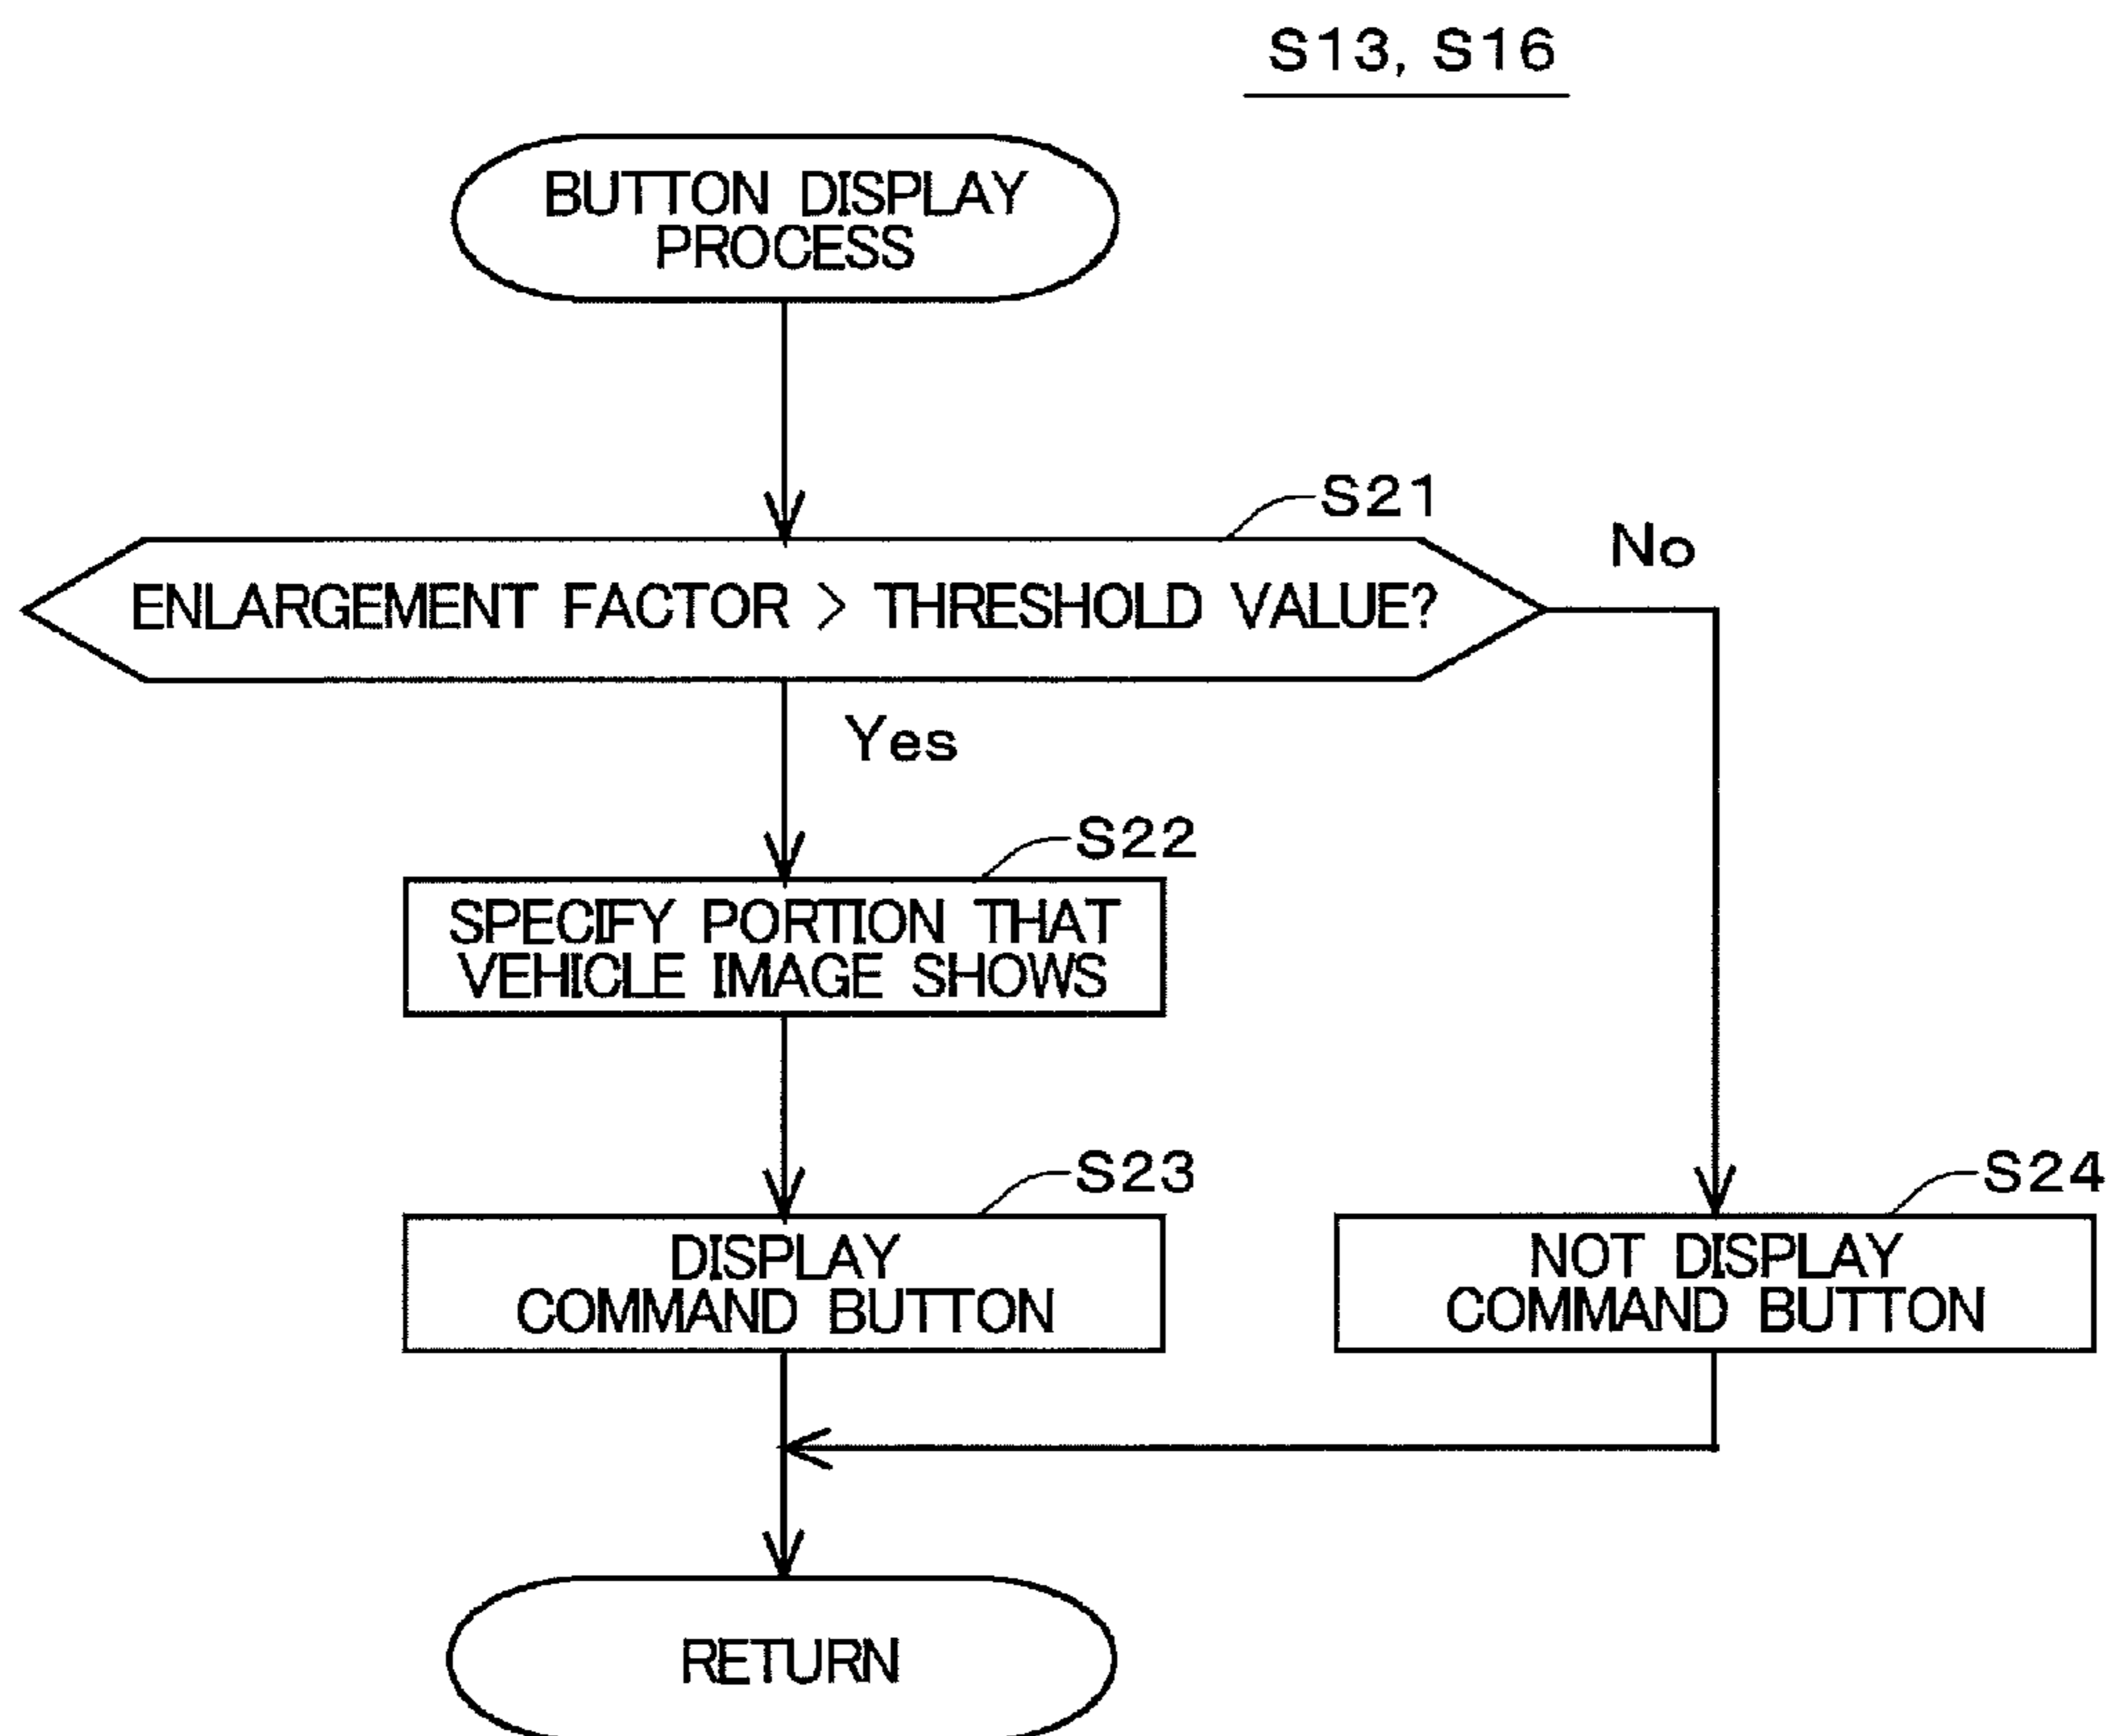 S13, S16
BUTTON DISPLAY
PROCESS
S21
ENLARGEMENT FACTOR > THRESHOLD VALUE?
No
Yes
S22
SPECIFY PORTION THAT
VEHICLE IMAGE SHOWS
S23
DISPLAY
COMMAND BUTTON
S24
NOT DISPLAY
COMMAND BUTTON
RETURN